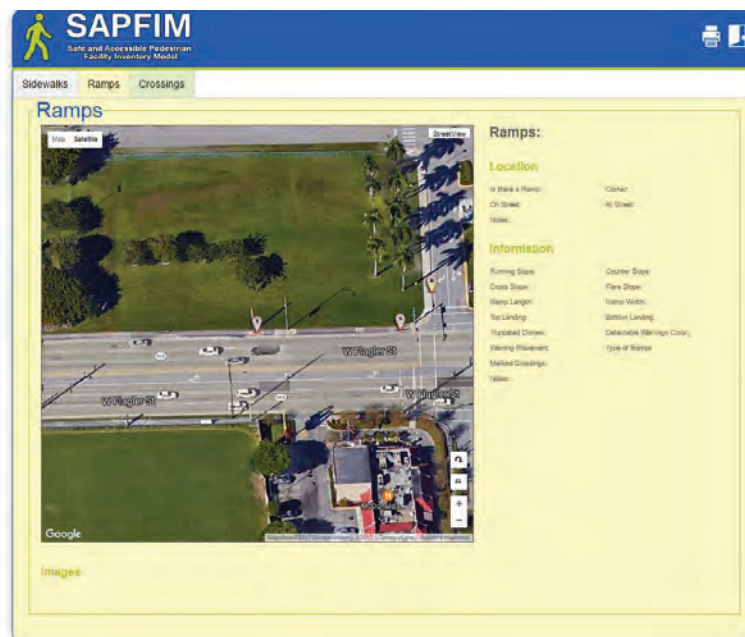 SAPFIM
Safe and Accessible Pedestrian
Facility Inventory Model
Sidewalks Ramps Crossings
Ramps
Map Satellite
Street View
Ramps:
Location
Is there a Ramp: Corner:
On Street: At Street:
Notes:
Information
Running Slope: Counter Slope:
Cross Slope: Flare Slope:
Ramp Length: Ramp Width:
Top Landing: Bottom Landing:
Truncated Domes: Detectable Warnings Color:
Warning Placement: Type of Ramps
Marked Crossings:
Notes:
W Flagler St
W Flagler St
W Flagler St
Google
Images